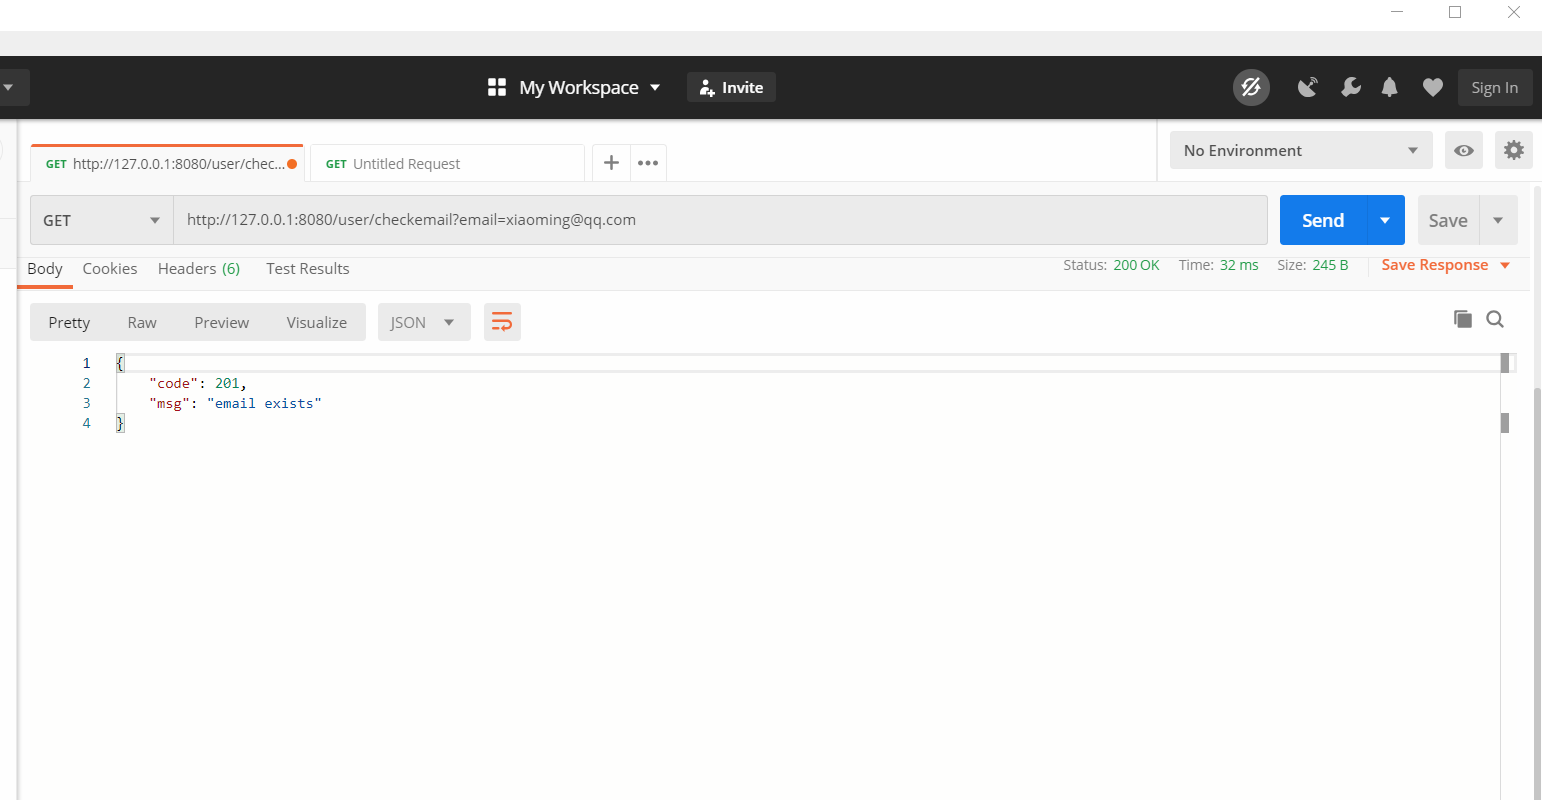 My Workspace Invite Sign In
GET http://127.0.0.1:8080/user/chec... GET Untitled Request No Environment
GET http://127.0.0.1:8080/user/checkemail?email=xiaoming@qq.com Send Save
Body Cookies Headers (6) Test Results Status: 200 OK Time: 32 ms Size: 245 B Save Response
Pretty Raw Preview Visualize JSON
1 {
2 "code": 201,
3 "msg": "email exists"
4 }